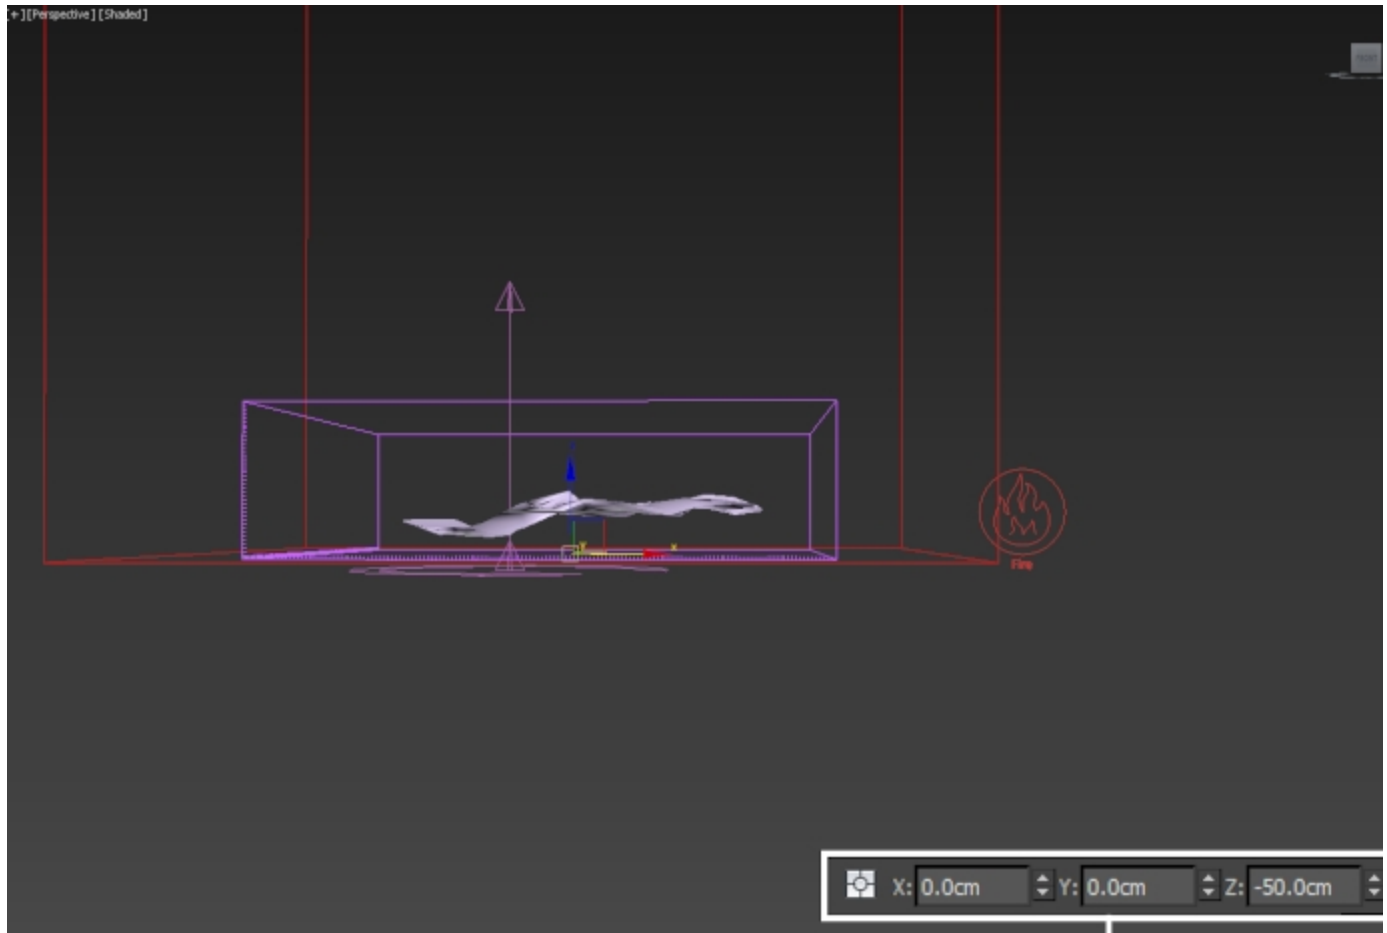 [+][Perspective][Shaded]
z
y
x
Fire
X: 0.0cm Y: 0.0cm Z: -50.0cm